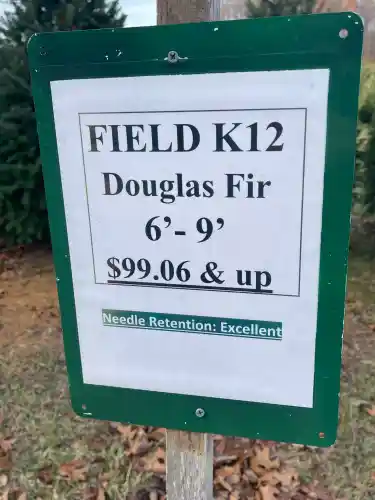 FIELD K12
Douglas Fir
6’- 9’
$99.06 & up
Needle Retention: Excellent